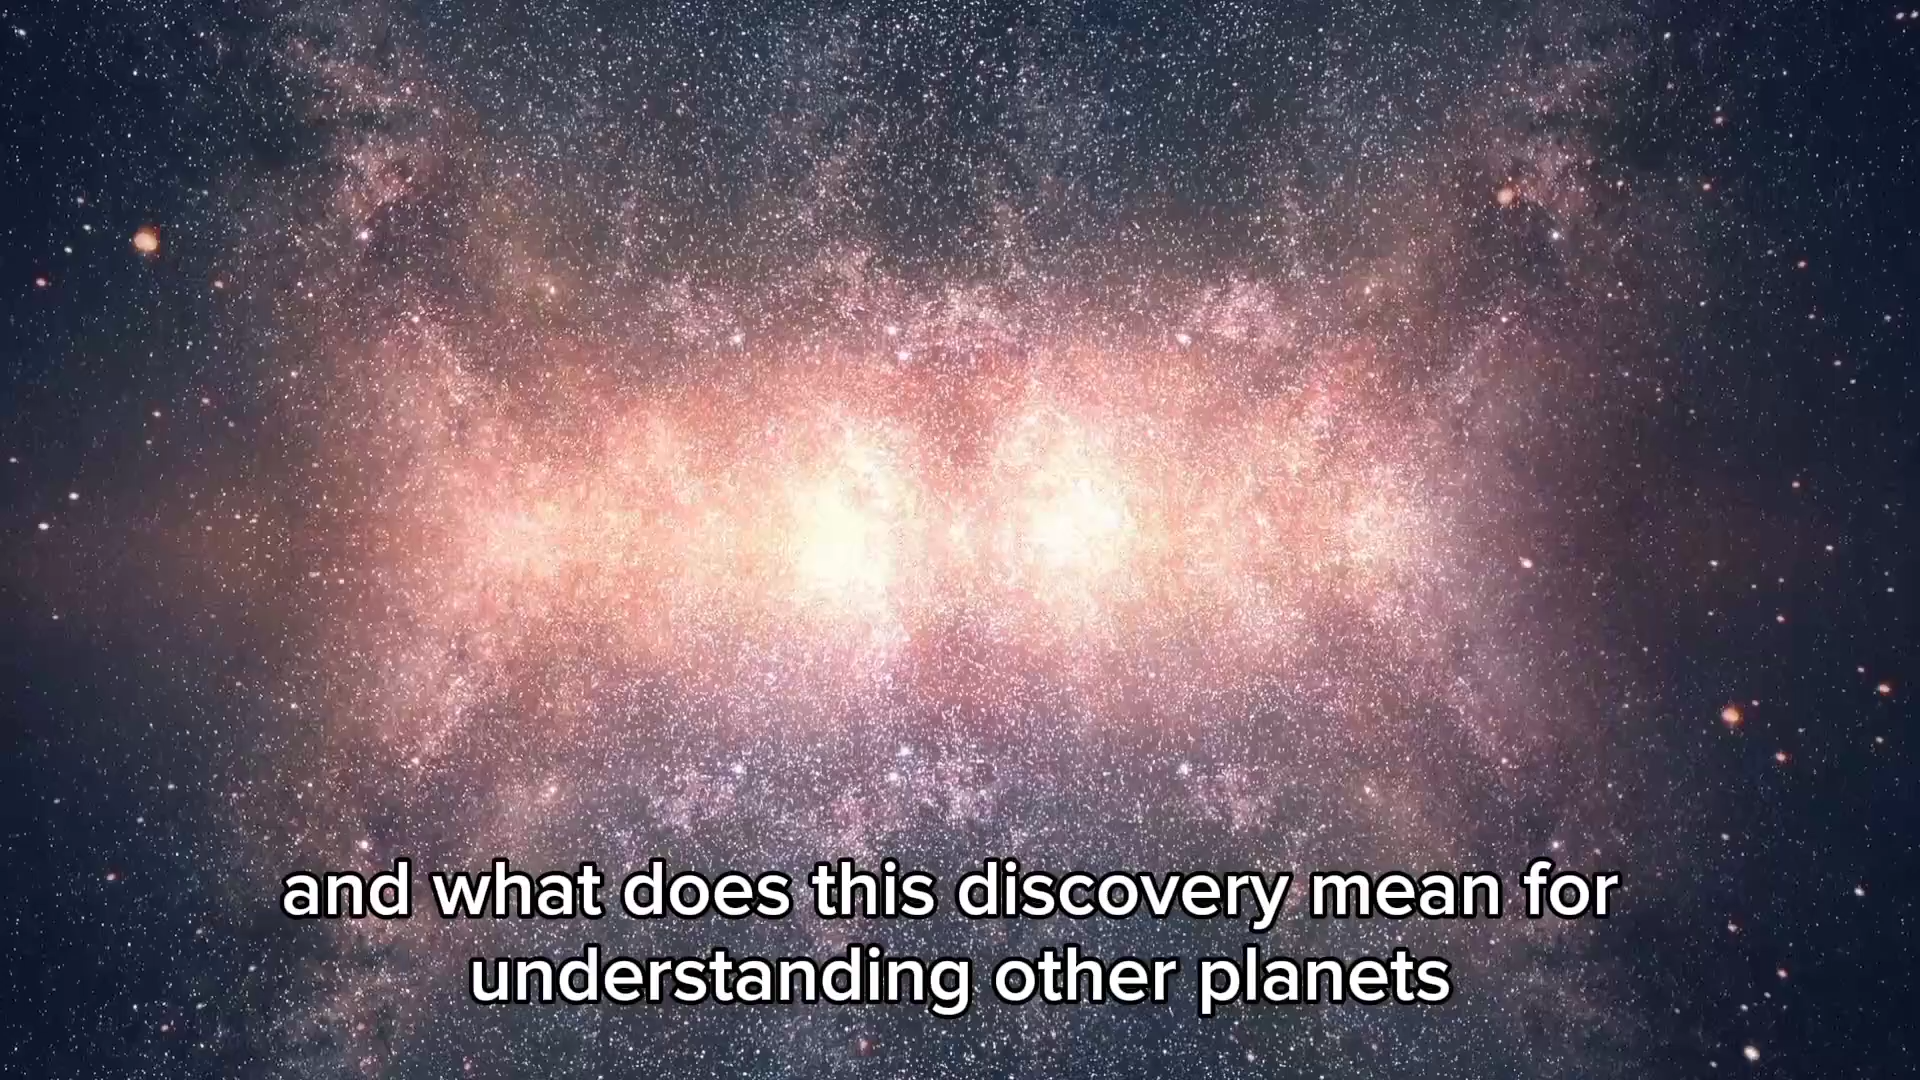 and what does this discovery mean for
understanding other planets